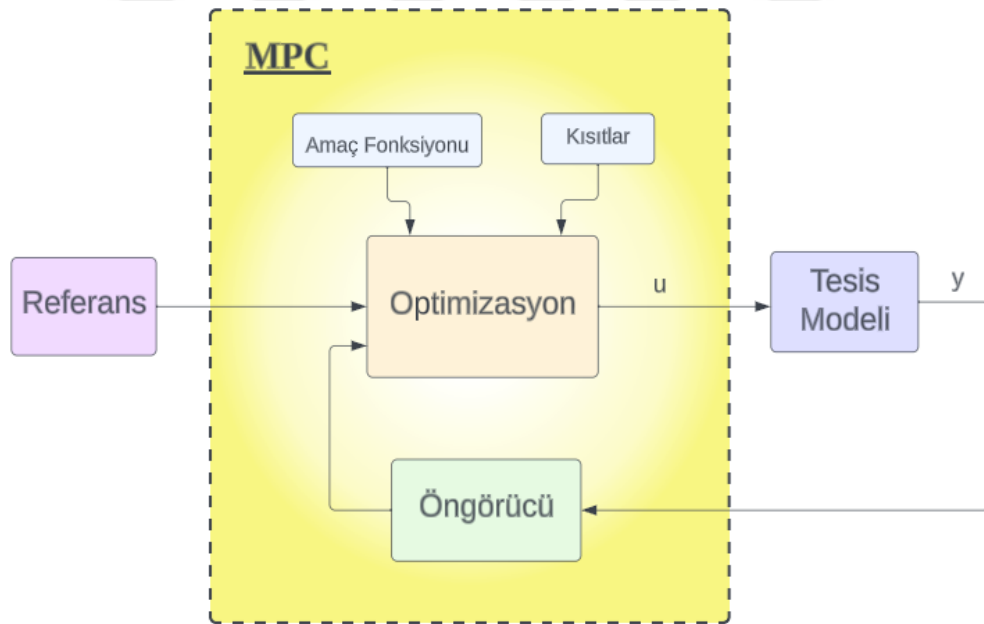 MPC
Amaç Fonksiyonu
Kısıtlar
Referans
Optimizasyon
u
Tesis
Modeli
y
Öngörücü